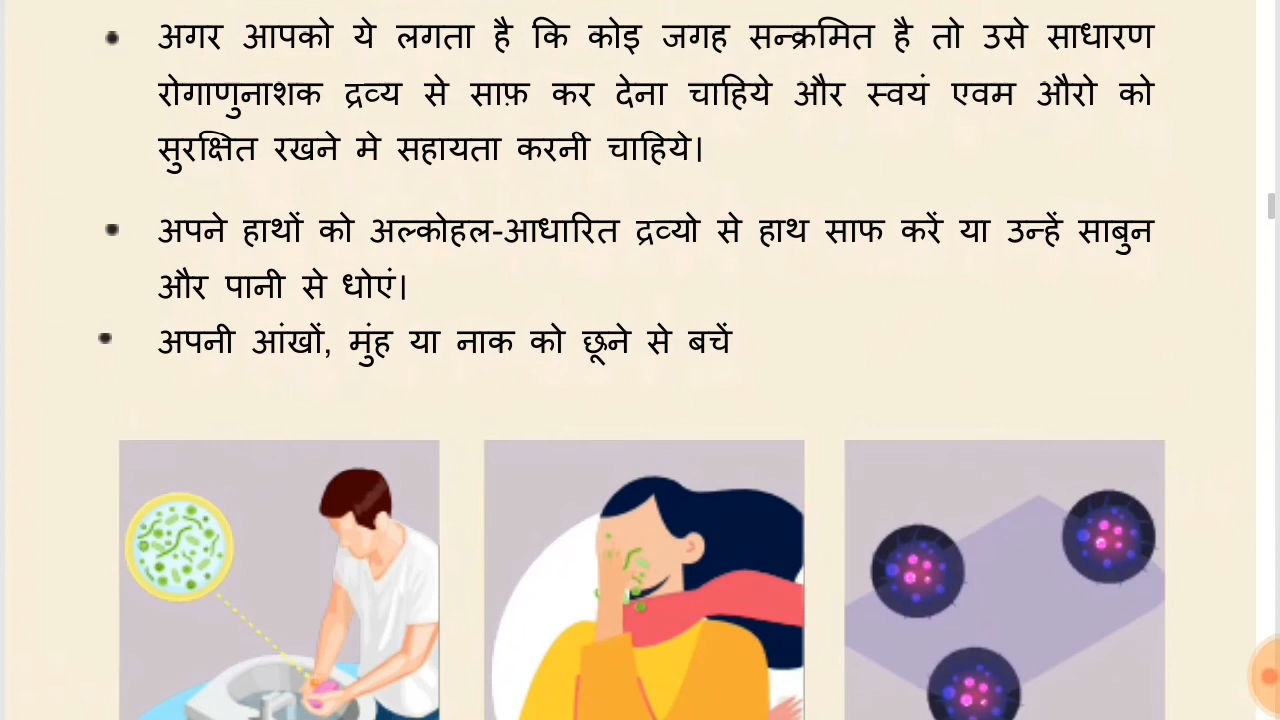 अगर आपको ये लगता है कि कोइ जगह सन्क्रमित है तो उसे साधारण
रोगाणुनाशक द्रव्य से साफ़ कर देना चाहिये और स्वयं एवम औरो को
सुरक्षित रखने मे सहायता करनी चाहिये।
अपने हाथों को अल्कोहल-आधारित द्रव्यो से हाथ साफ करें या उन्हें साबुन
और पानी से धोएं।
अपनी आंखों, मुंह या नाक को छूने से बचें